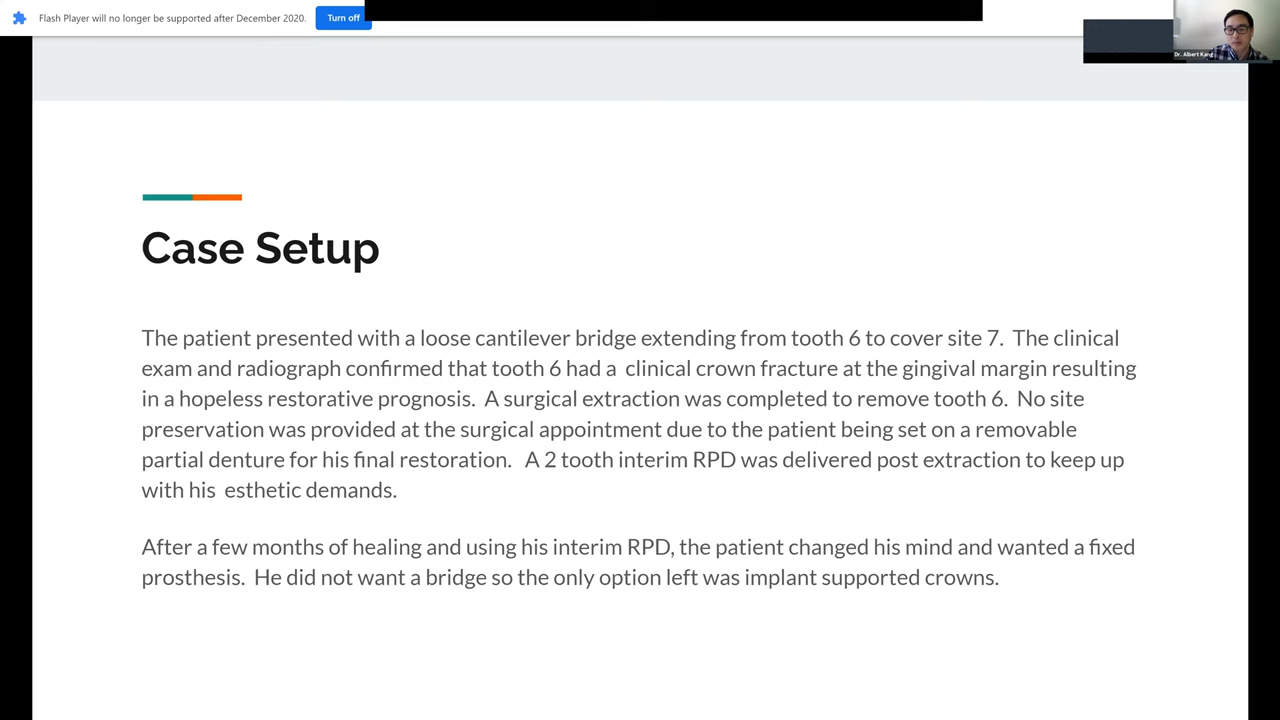 Flash Player will no longer be supported after December 2020.
Turn off
Dr. Albert Kang
Case Setup
The patient presented with a loose cantilever bridge extending from tooth 6 to cover site 7.  The clinical
exam and radiograph confirmed that tooth 6 had a  clinical crown fracture at the gingival margin resulting
in a hopeless restorative prognosis.  A surgical extraction was completed to remove tooth 6.  No site
preservation was provided at the surgical appointment due to the patient being set on a removable
partial denture for his final restoration.   A 2 tooth interim RPD was delivered post extraction to keep up
with his  esthetic demands.
After a few months of healing and using his interim RPD, the patient changed his mind and wanted a fixed
prosthesis.  He did not want a bridge so the only option left was implant supported crowns.